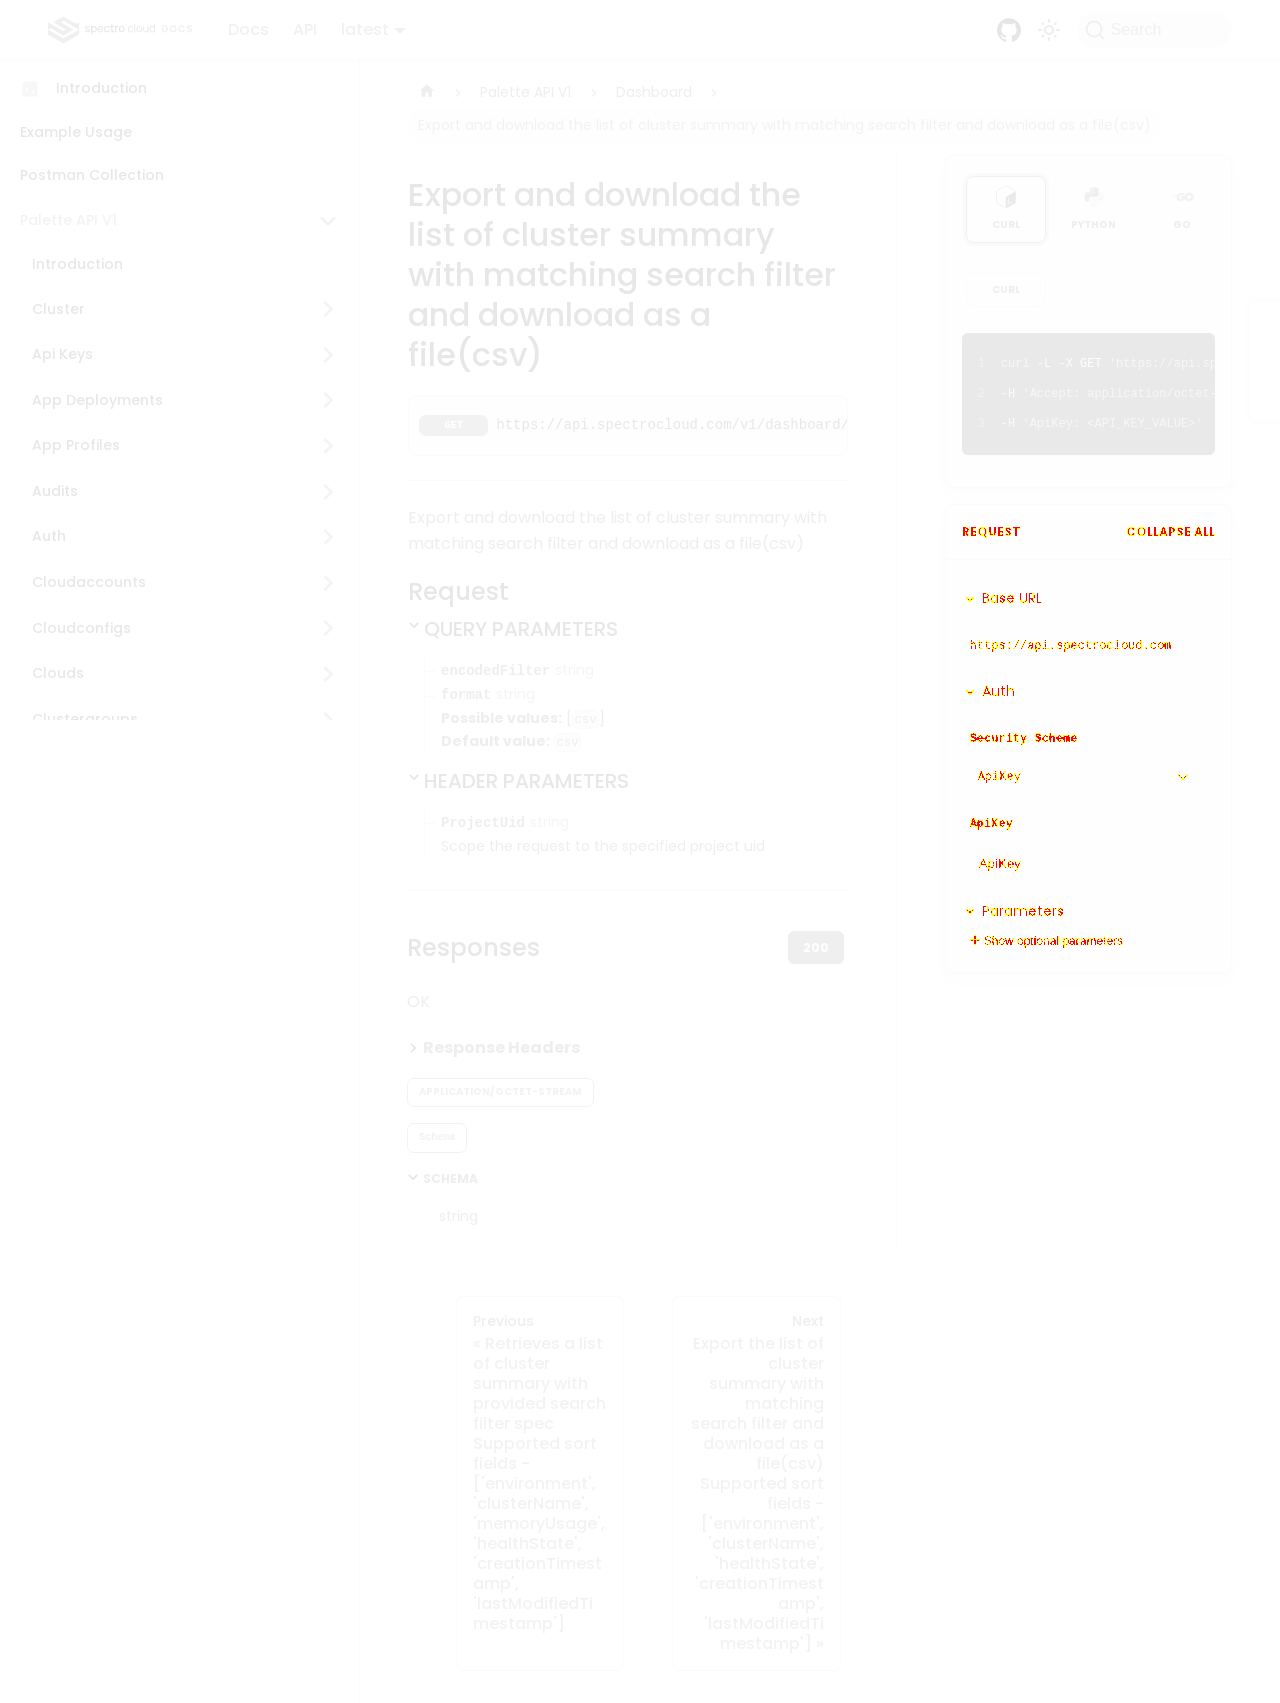 spectro cloud DOCS
Docs API latest
Search
Introduction
Example Usage
Postman Collection
Palette API V1
Introduction
Cluster
Api Keys
App Deployments
App Profiles
Audits
Auth
Cloudaccounts
Cloudconfigs
Clouds
Clustergroups
Palette API V1 Dashboard
Export and download the list of cluster summary with matching search filter and download as a file(csv)
Export and download the
list of cluster summary
with matching search filter
and download as a
file(csv)
GET https://api.spectrocloud.com/v1/dashboard/
Export and download the list of cluster summary with
matching search filter and download as a file(csv)
Request
QUERY PARAMETERS
encodedFilter string
format string
Possible values: [csv]
Default value: csv
HEADER PARAMETERS
ProjectUid string
Scope the request to the specified project uid
Responses
200
OK
Response Headers
APPLICATION/OCTET-STREAM
Schema
SCHEMA
string
Previous
« Retrieves a list
of cluster
summary with
provided search
filter spec
Supported sort
fields -
['environment',
'clusterName',
'memoryUsage',
'healthState',
'creationTimest
amp',
'lastModifiedTi
mestamp']
Next
Export the list of
cluster
summary with
matching
search filter and
download as a
file(csv)
Supported sort
fields -
['environment',
'clusterName',
'healthState',
'creationTimest
amp',
'lastModifiedTi
mestamp'] »
CURL PYTHON GO
CURL
1 curl -L -X GET 'https://api.sp
2 -H 'Accept: application/octet-
3 -H 'ApiKey: <API_KEY_VALUE>'
REQUEST COLLAPSE ALL
Base URL
https://api.spectrocloud.com
Auth
Security Scheme
ApiKey
ApiKey
ApiKey
Parameters
Show optional parameters